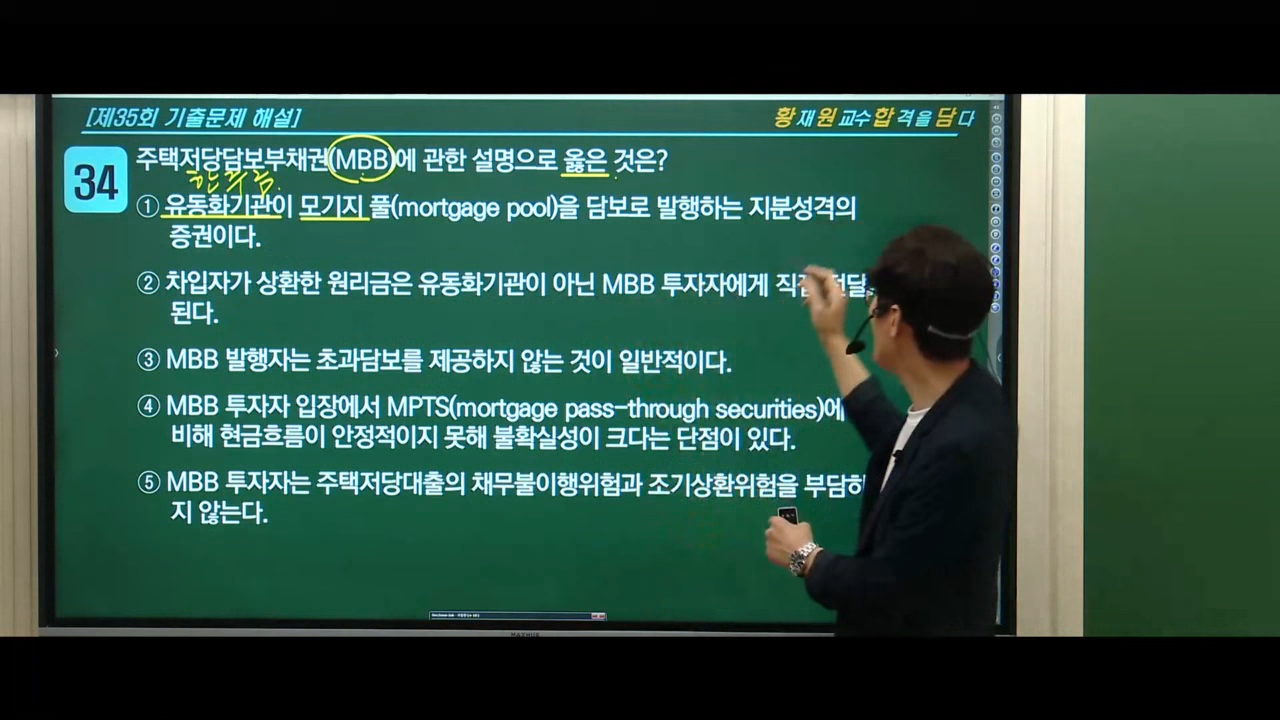 [제35회 기출문제 해설]
황재원 교수 합격을 담다
34
주택저당담보부채권(MBB)에 관한 설명으로 옳은 것은?
① 유동화기관이 모기지 풀(mortgage pool)을 담보로 발행하는 지분성격의
증권이다.
② 차입자가 상환한 원리금은 유동화기관이 아닌 MBB 투자자에게
된다.
③ MBB 발행자는 초과담보를 제공하지 않는 것이 일반적이다.
④ MBB 투자자 입장에서 MPTS(mortgage pass-through securities)에
비해 현금흐름이 안정적이지 못해 불확실성이 크다는 단점이 있다.
⑤ MBB 투자자는 주택저당대출의 채무불이행위험과 조기상환위험을 부담하
지 않는다.